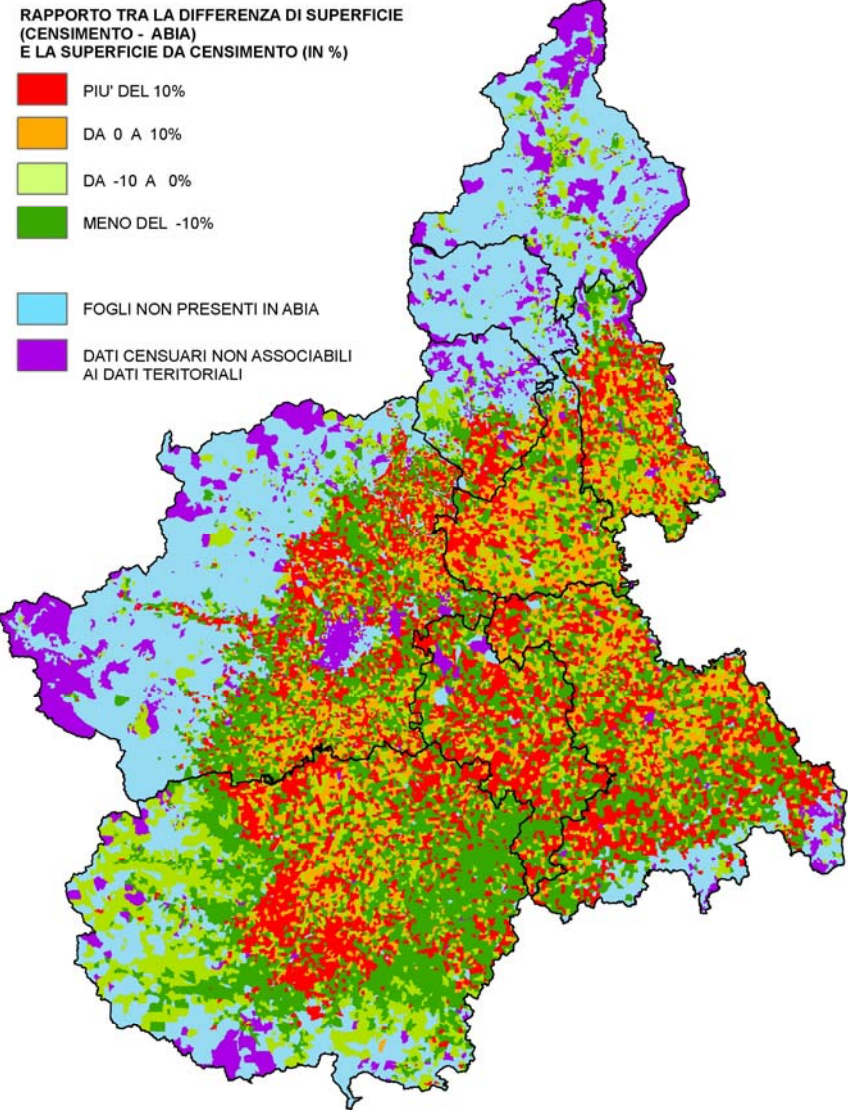 RAPPORTO TRA LA DIFFERENZA DI SUPERFICIE
(CENSIMENTO - ABIA)
E LA SUPERFICIE DA CENSIMENTO (IN %)
PIU' DEL 10%
DA 0 A 10%
DA -10 A 0%
MENO DEL -10%
FOGLI NON PRESENTI IN ABIA
DATI CENSUARI NON ASSOCIABILI
AI DATI TERITORIALI